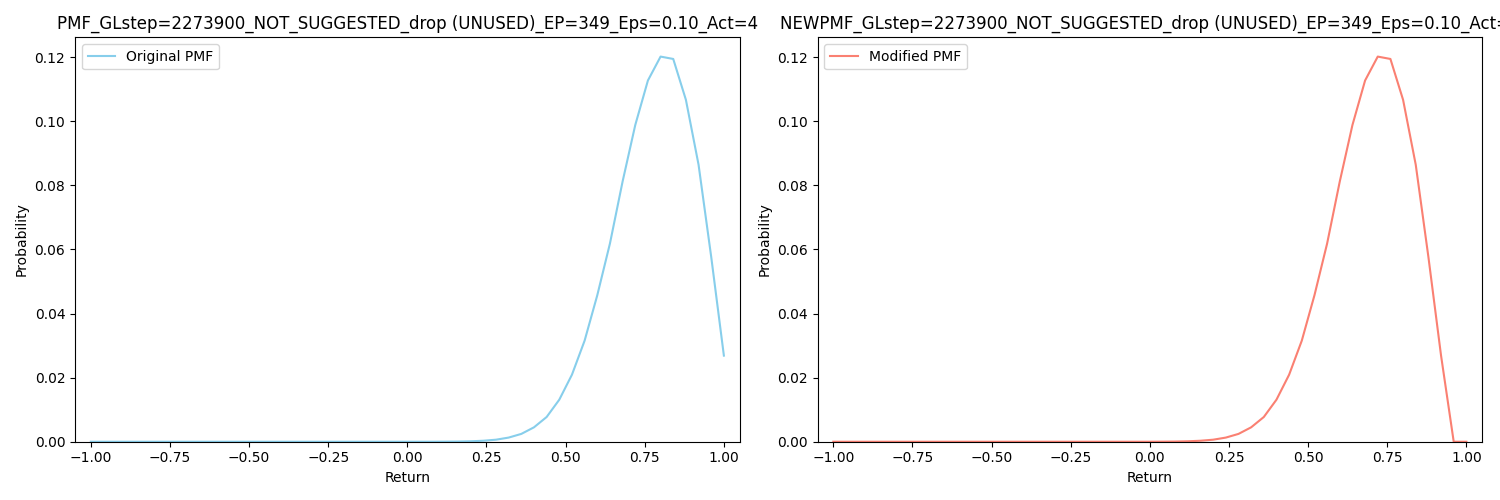 PMF_GLstep=2273900_NOT_SUGGESTED_drop (UNUSED)_EP=349_Eps=0.10_Act=4
Original PMF
0.12
0.10
0.08
0.06
0.04
0.02
0.00
Probability
−1.00 −0.75 −0.50 −0.25 0.00 0.25 0.50 0.75 1.00
Return
NEWPMF_GLstep=2273900_NOT_SUGGESTED_drop (UNUSED)_EP=349_Eps=0.10_Act=
Modified PMF
0.12
0.10
0.08
0.06
0.04
0.02
0.00
Probability
−1.00 −0.75 −0.50 −0.25 0.00 0.25 0.50 0.75 1.00
Return